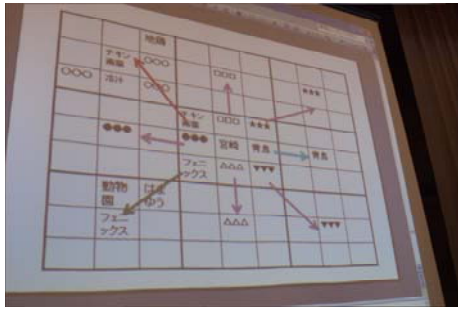 地鶏
チキン
南蛮
○○○
□□□
○○○
冷汁
○○○
★★★
チキン
南蛮
□□□
★★★
●●●
●●●
宮崎
青島
青島
フェニ
ックス
△△△
▼▼▼
動物
園
はま
ゆう
フェニ
ックス
△△△
▼▼▼